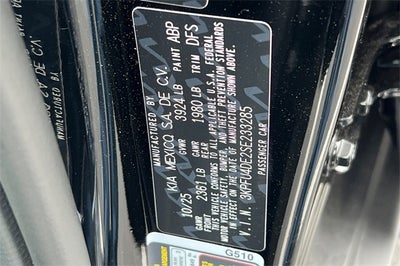 MANUFACTURED BY
KIA MEXICO S.A. DE C.V.
10/25 GVWR 3924 LB PAINT ABP
GAWR FRONT 2361 LB GAWR REAR 1980 LB TRIM DFS
THIS VEHICLE CONFORMS TO ALL APPLICABLE U.S.A. FEDERAL
MOTOR VEHICLE SAFETY, BUMPER, AND THEFT PREVENTION STANDARDS
IN EFFECT ON THE DATE OF MANUFACTURE SHOWN ABOVE.
V.I.N. 3KPFU4DE2SE233285
PASSENGER CAR
G510